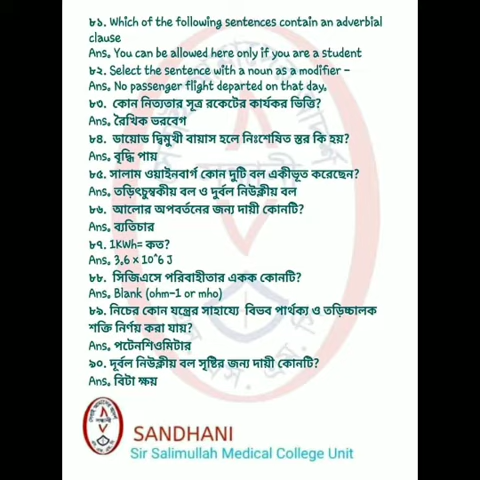 ৮১. Which of the following sentences contain an adverbial
clause
Ans. You can be allowed here only if you are a student
৮২. Select the sentence with a noun as a modifier -
Ans. No passenger flight departed on that day.
৮৩. কোন নিত্যতার সূত্র রকেটের কার্যকর ভিত্তি?
Ans. রৈখিক ভরবেগ
৮৪. ডায়োড দ্বিমুখী বায়াস হলে নিঃশেষিত স্তর কি হয়?
Ans. বৃদ্ধি পায়
৮৫. সালাম ওয়াইনবার্গ কোন দুটি বল একীভূত করেছেন?
Ans. তড়িৎচুম্বকীয় বল ও দুর্বল নিউক্লীয় বল
৮৬. আলোর অপবর্তনের জন্য দায়ী কোনটি?
Ans. ব্যতিচার
৮৭. 1KWh= কত?
Ans. 3.6 x 10^6 J
৮৮. সিজিএসে পরিবাহীতার একক কোনটি?
Ans. Blank (ohm-1 or mho)
৮৯. নিচের কোন যন্ত্রের সাহায্যে বিভব পার্থক্য ও তড়িচ্চালক
শক্তি নির্ণয় করা যায়?
Ans. পটেনশিওমিটার
৯০. দূর্বল নিউক্লীয় বল সৃষ্টির জন্য দায়ী কোনটি?
Ans. বিটা ক্ষয়
SANDHANI
Sir Salimullah Medical College Unit